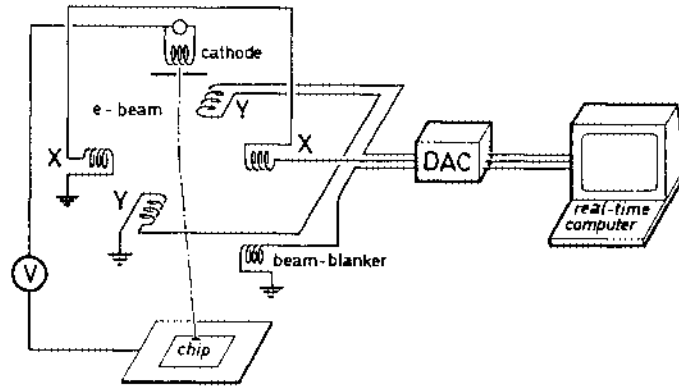 cathode
e-beam
Y
X
X
DAC
Y
real-time
computer
V
beam-blanker
chip